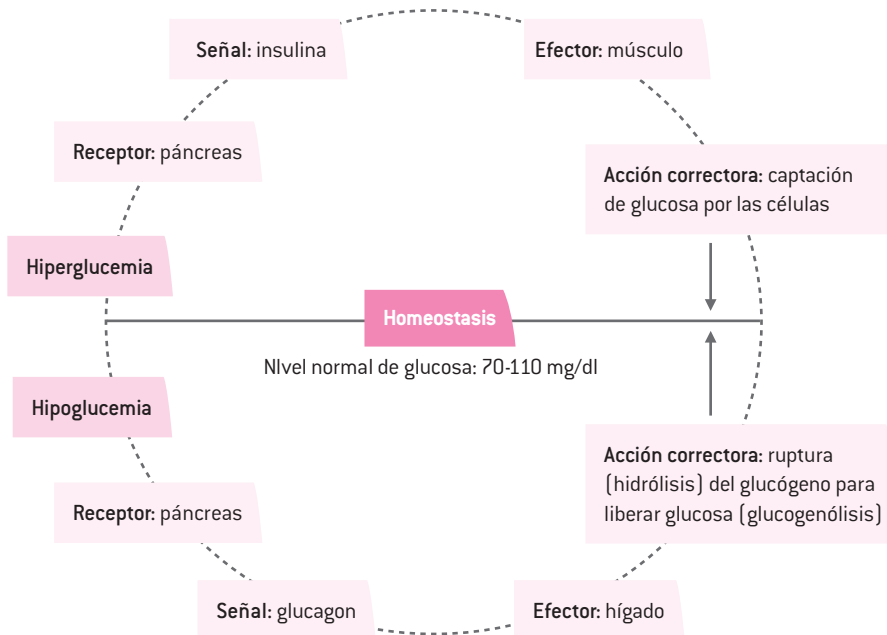 Señal: insulina
Efector: músculo
Receptor: páncreas
Acción correctora: captación
de glucosa por las células
Hiperglucemia
Homeostasis
NIvel normal de glucosa: 70-110 mg/dl
Hipoglucemia
Acción correctora: ruptura
(hidrólisis) del glucógeno para
liberar glucosa (glucogenólisis)
Receptor: páncreas
Señal: glucagon
Efector: hígado